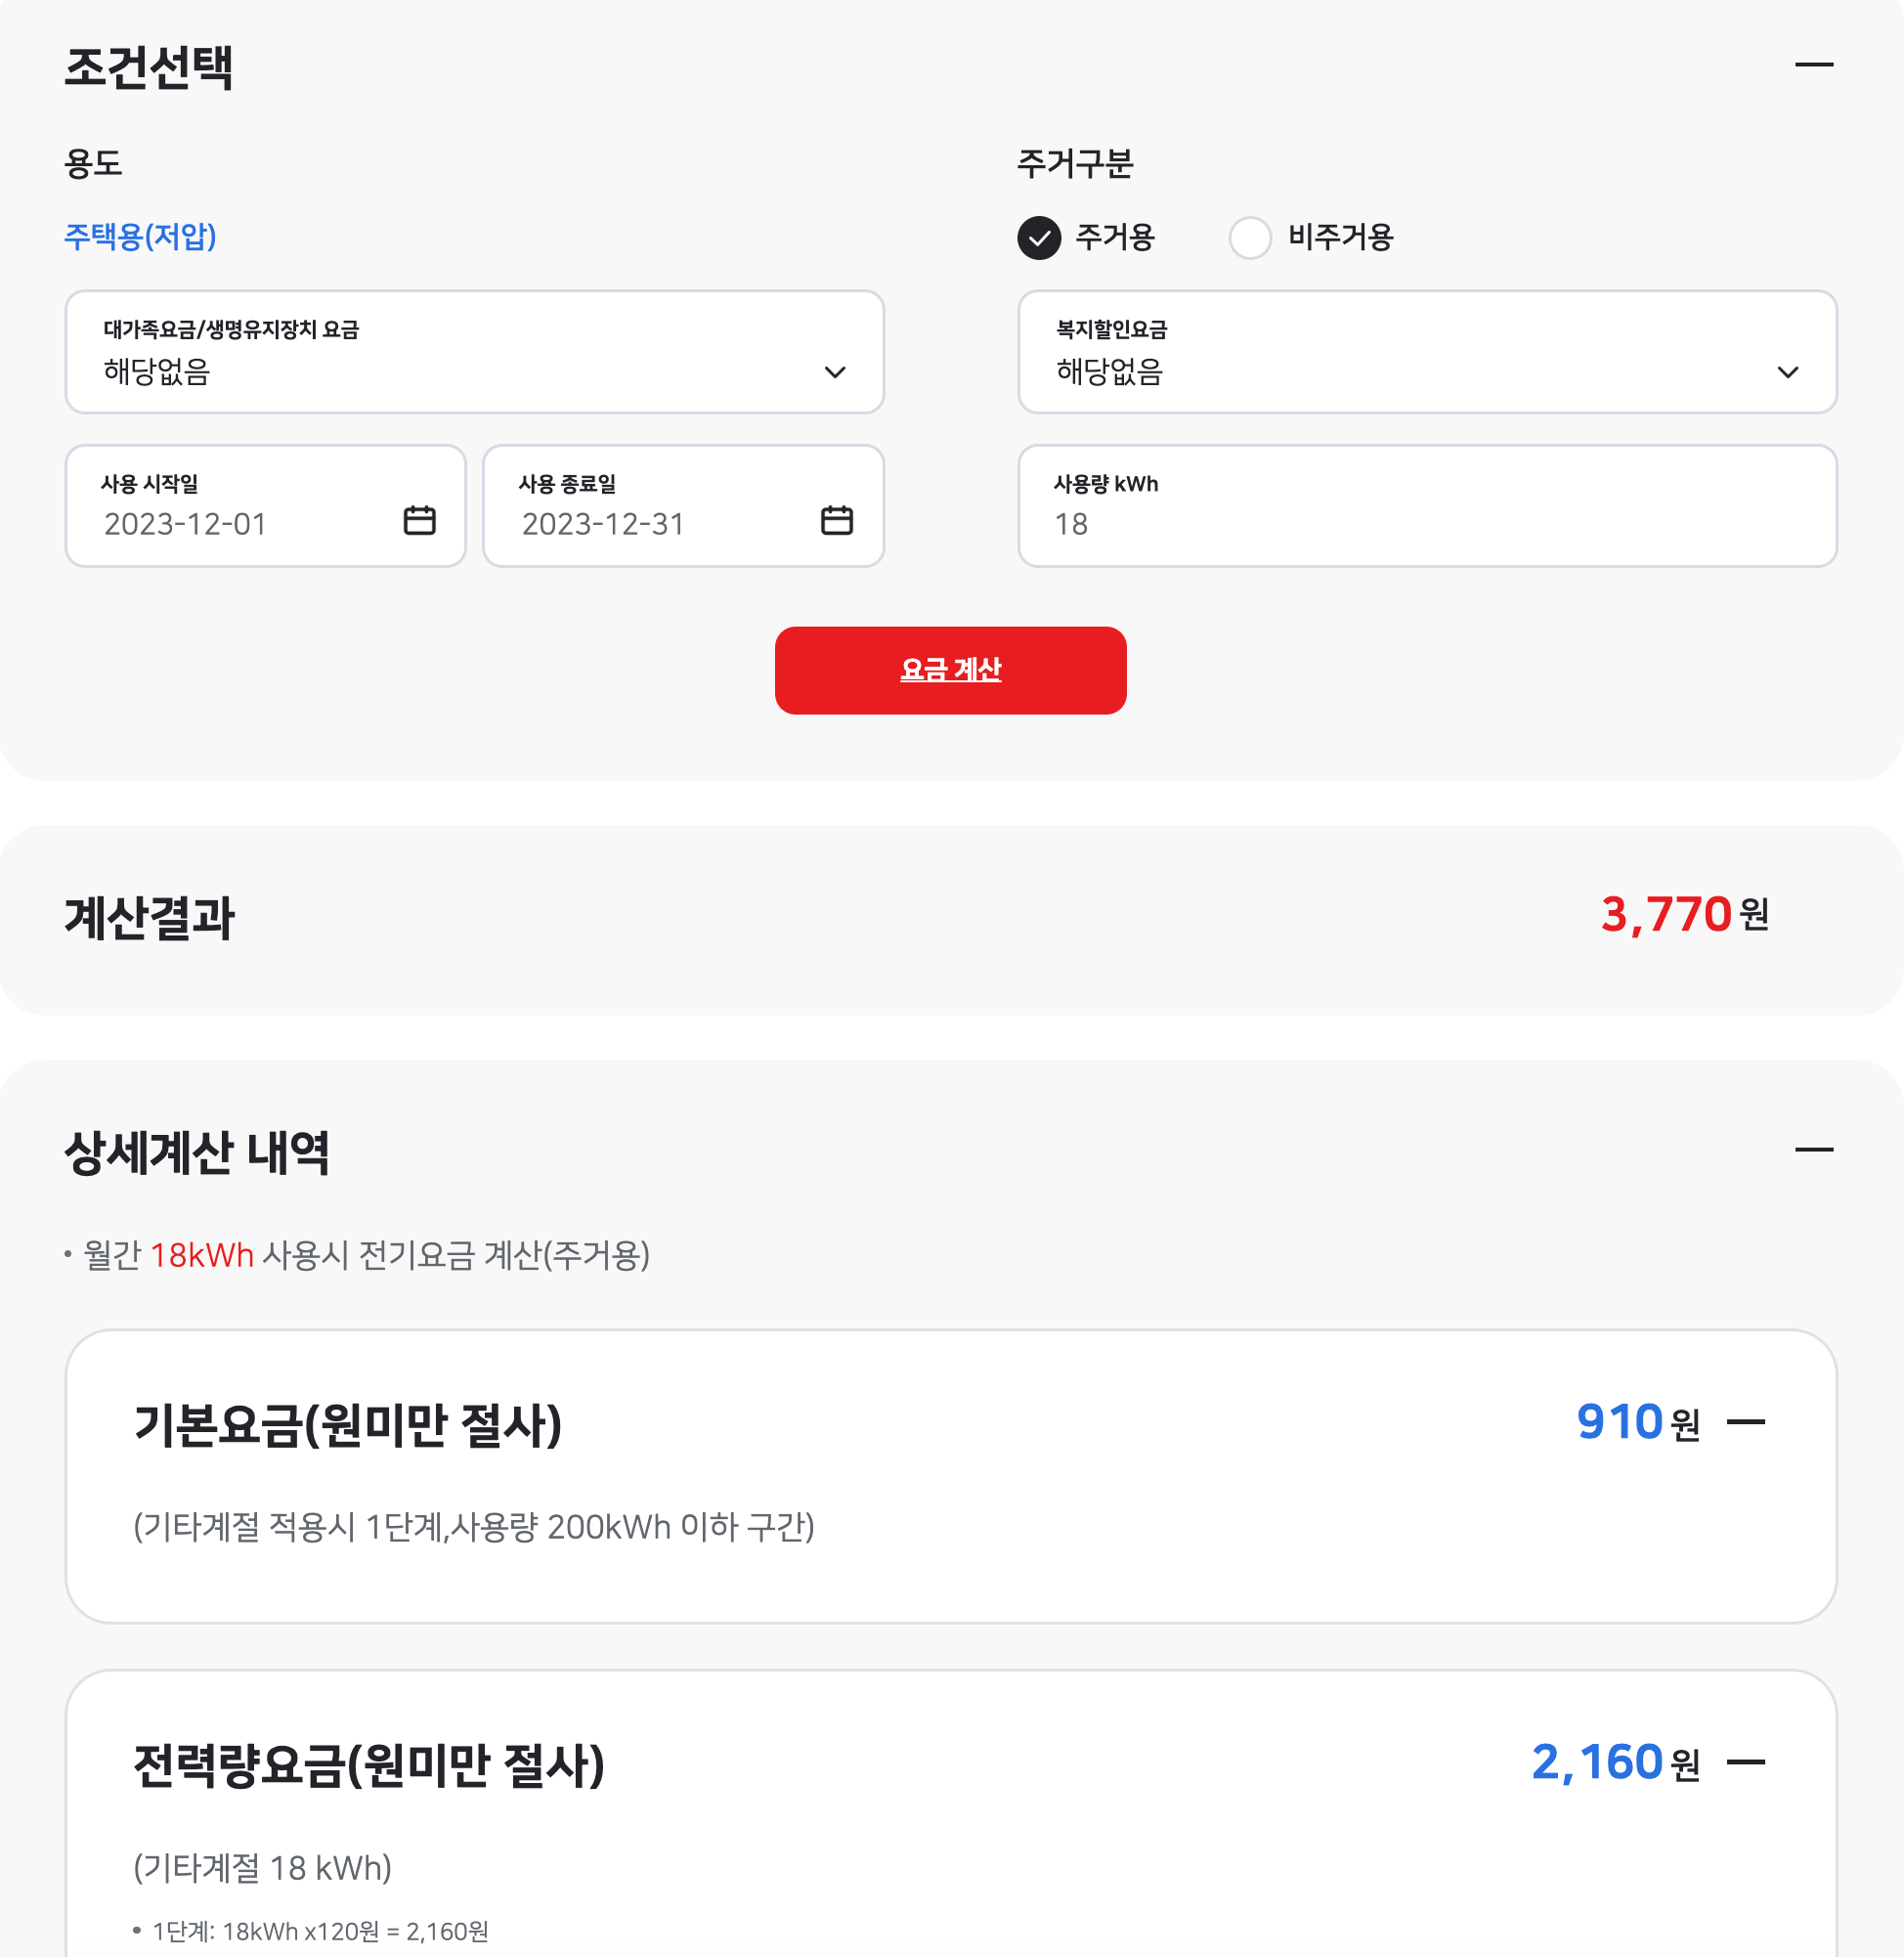 조건선택
용도
주택용(저압)
주거구분
주거용 비주거용
대가족요금/생명유지장치 요금
해당없음
복지할인요금
해당없음
사용 시작일
2023-12-01
사용 종료일
2023-12-31
사용량 kWh
18
요금 계산
계산결과 3,770 원
상세계산 내역
• 월간 18kWh 사용시 전기요금 계산(주거용)
기본요금(원미만 절사) 910 원
(기타계절 적용시 1단계,사용량 200kWh 이하 구간)
전력량요금(원미만 절사) 2,160 원
(기타계절 18 kWh)
• 1단계: 18kWh x120원 = 2,160원